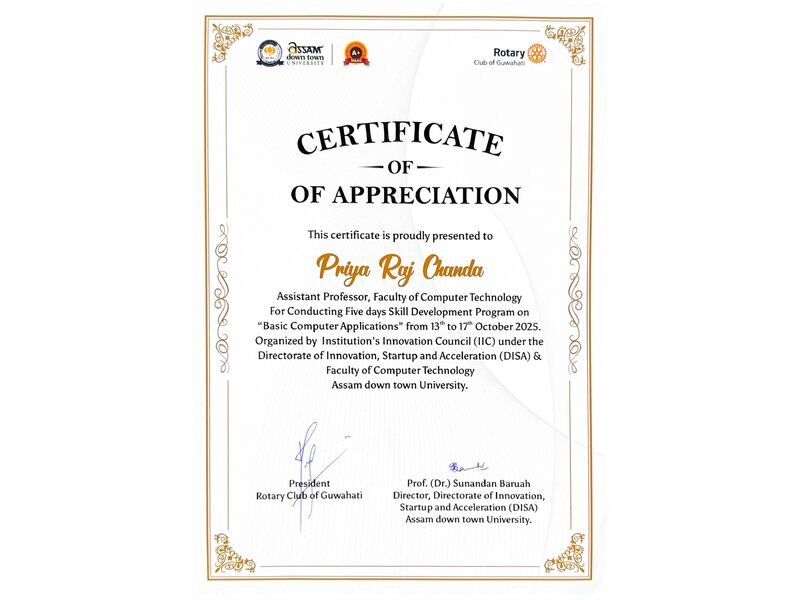 ASSAM
down town
UNIVERSITY
A+
NAAC
Rotary
Club of Guwahati
CERTIFICATE
OF
OF APPRECIATION
This certificate is proudly presented to
Priya Raj Chanda
Assistant Professor, Faculty of Computer Technology
For Conducting Five days Skill Development Program on
“Basic Computer Applications” from 13th to 17th October 2025.
Organized by Institution's Innovation Council (IIC) under the
Directorate of Innovation, Startup and Acceleration (DISA) &
Faculty of Computer Technology
Assam down town University.
President
Rotary Club of Guwahati
Prof. (Dr.) Sunandan Baruah
Director, Directorate of Innovation,
Startup and Acceleration (DISA)
Assam down town University.